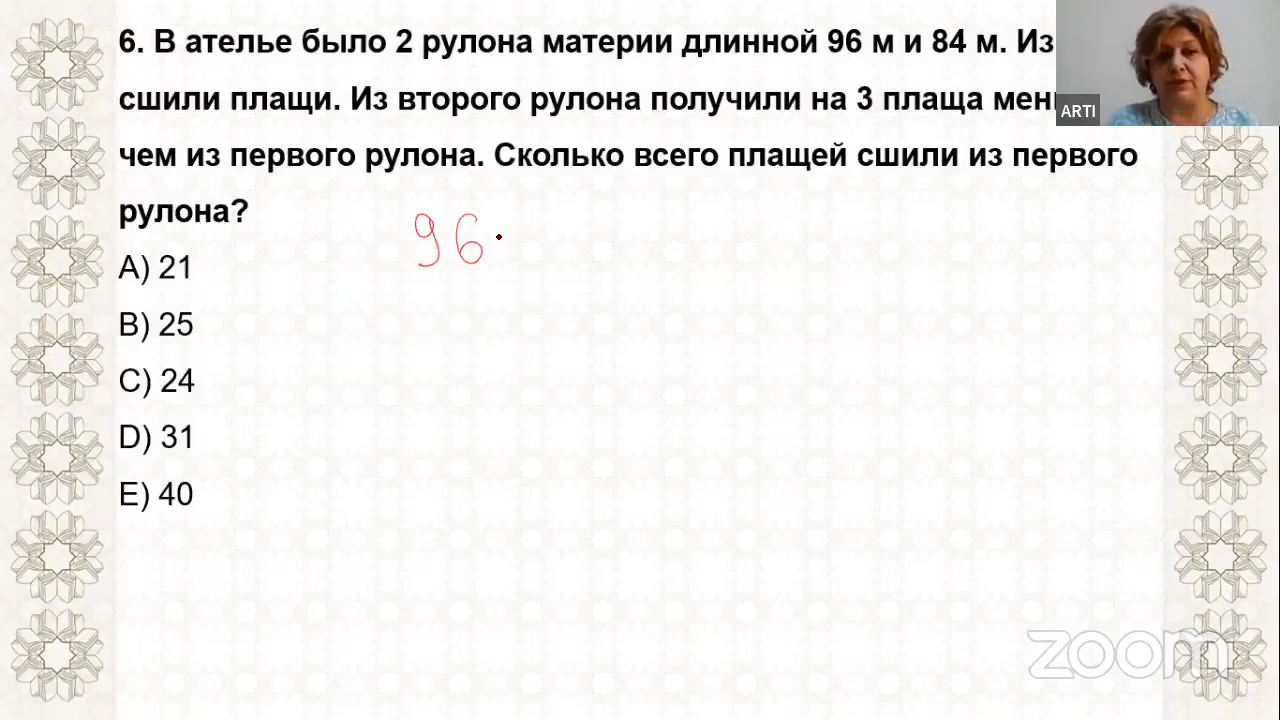 6. В ателье было 2 рулона материи длинной 96 м и 84 м. Из
сшили плащи. Из второго рулона получили на 3 плаща
чем из первого рулона. Сколько всего плащей сшили из первого
рулона?
96
A) 21
B) 25
C) 24
D) 31
E) 40
ARTI
zoom